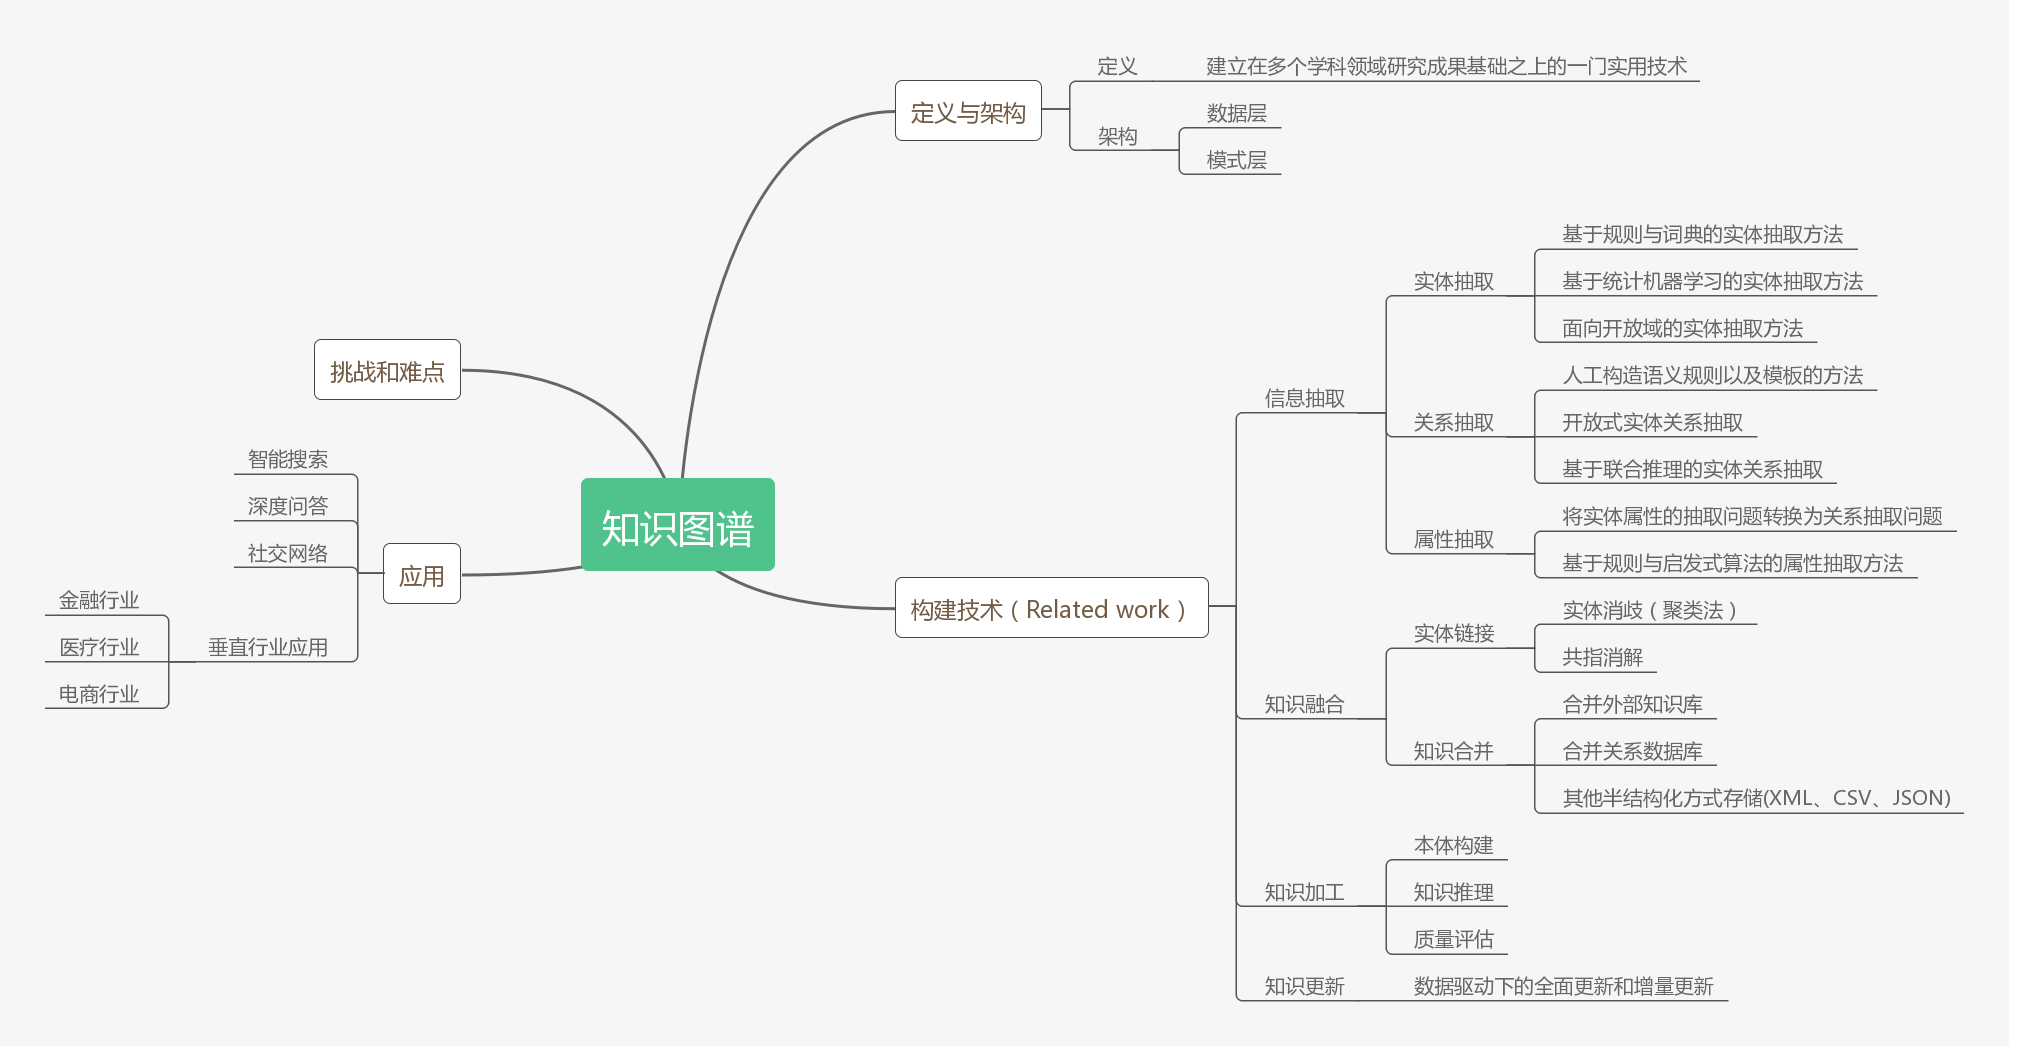 知识图谱
定义与架构
定义
建立在多个学科领域研究成果基础之上的一门实用技术
架构
数据层
模式层
构建技术（Related work）
信息抽取
实体抽取
基于规则与词典的实体抽取方法
基于统计机器学习的实体抽取方法
面向开放域的实体抽取方法
关系抽取
人工构造语义规则以及模板的方法
开放式实体关系抽取
基于联合推理的实体关系抽取
属性抽取
将实体属性的抽取问题转换为关系抽取问题
基于规则与启发式算法的属性抽取方法
知识融合
实体链接
实体消歧（聚类法）
共指消解
知识合并
合并外部知识库
合并关系数据库
其他半结构化方式存储(XML、CSV、JSON)
知识加工
本体构建
知识推理
质量评估
知识更新
数据驱动下的全面更新和增量更新
挑战和难点
应用
智能搜索
深度问答
社交网络
垂直行业应用
金融行业
医疗行业
电商行业